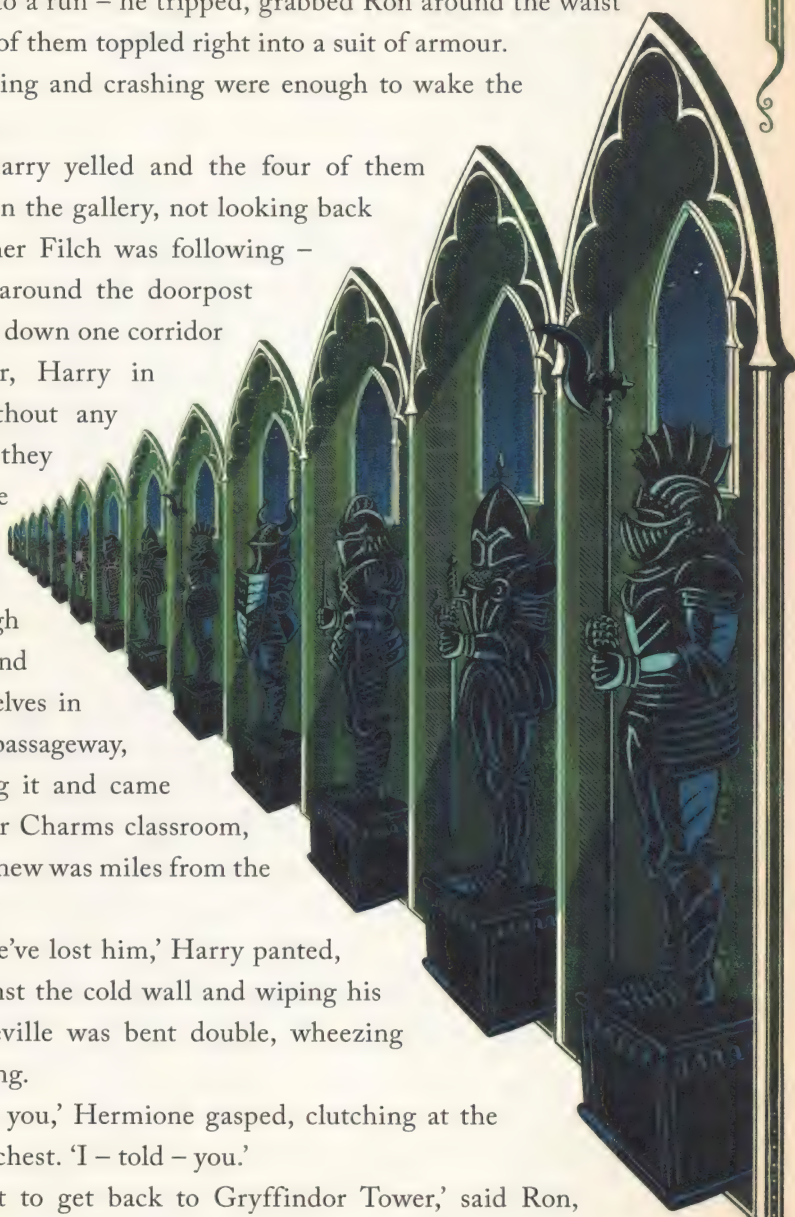 to a run – he tripped, grabbed Ron around the waist
of them toppled right into a suit of armour.
ing and crashing were enough to wake the
arry yelled and the four of them
n the gallery, not looking back
er Filch was following –
around the doorpost
down one corridor
r, Harry in
thout any
they
e
gh
nd
elves in
passageway,
g it and came
r Charms classroom,
new was miles from the
e've lost him,' Harry panted,
nst the cold wall and wiping his
eville was bent double, wheezing
ng.
you,' Hermione gasped, clutching at the
chest. 'I – told – you.'
t to get back to Gryffindor Tower,' said Ron,